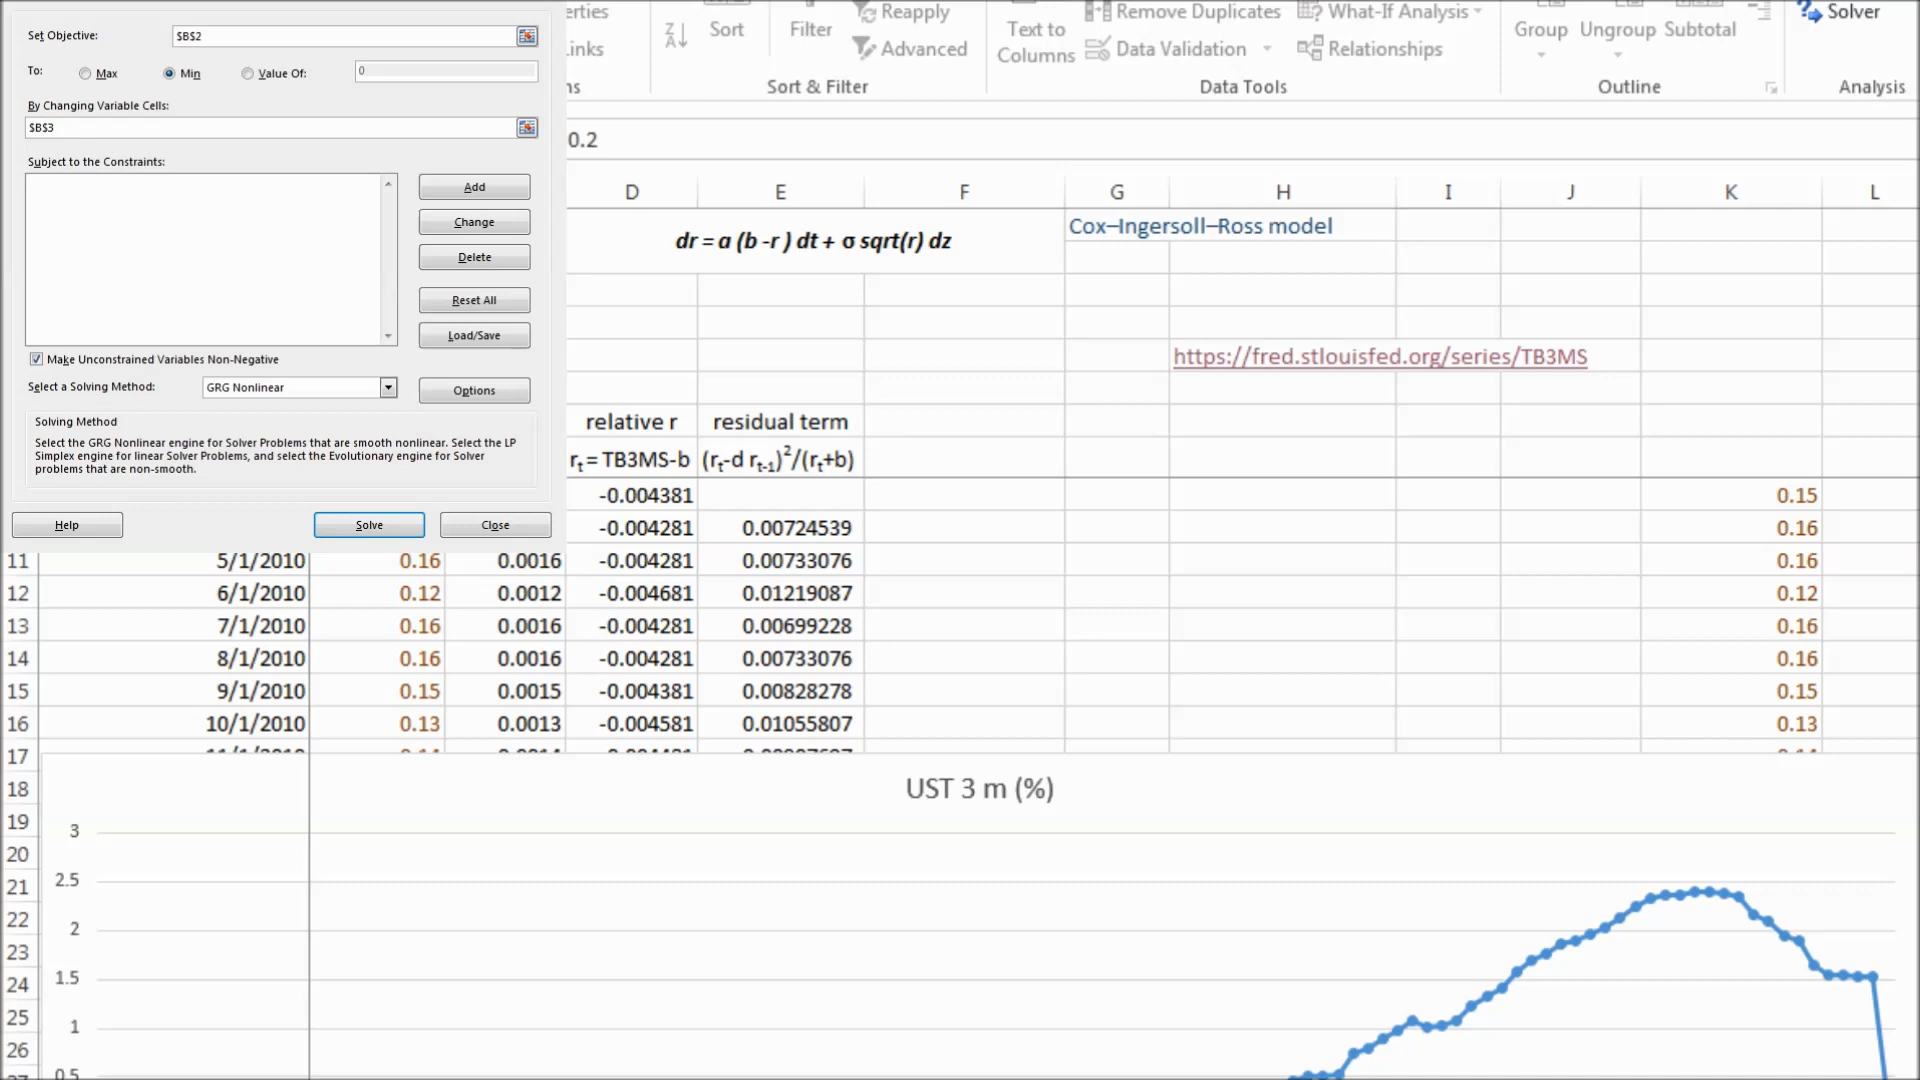 Set Objective:
$B$2
To:
Max
Min
Value Of:
0
By Changing Variable Cells:
$B$3
Subject to the Constraints:
Add
Change
Delete
Reset All
Load/Save
Make Unconstrained Variables Non-Negative
Select a Solving Method:
GRG Nonlinear
Options
Solving Method
Select the GRG Nonlinear engine for Solver Problems that are smooth nonlinear. Select the LP
Simplex engine for linear Solver Problems, and select the Evolutionary engine for Solver
problems that are non-smooth.
Help
Solve
Close
erties
Sort
Filter
Reapply
Advanced
Text to
Columns
Remove Duplicates
Data Validation
What-If Analysis
Relationships
Group
Ungroup
Subtotal
Solver
Sort & Filter
Data Tools
Outline
Analysis
0.2
D E F G H I J K L
dr = a (b -r ) dt + σ sqrt(r) dz
Cox–Ingersoll–Ross model
https://fred.stlouisfed.org/series/TB3MS
relative r residual term
rt = TB3MS-b (rt-d rt-1)2/(rt+b)
-0.004381 0.15
-0.004281 0.00724539 0.16
11 5/1/2010 0.16 0.0016 -0.004281 0.00733076 0.16
12 6/1/2010 0.12 0.0012 -0.004681 0.01219087 0.12
13 7/1/2010 0.16 0.0016 -0.004281 0.00699228 0.16
14 8/1/2010 0.16 0.0016 -0.004281 0.00733076 0.16
15 9/1/2010 0.15 0.0015 -0.004381 0.00828278 0.15
16 10/1/2010 0.13 0.0013 -0.004581 0.01055807 0.13
17
18
19
20
21
22
23
24
25
26
UST 3 m (%)
3
2.5
2
1.5
1
0.5